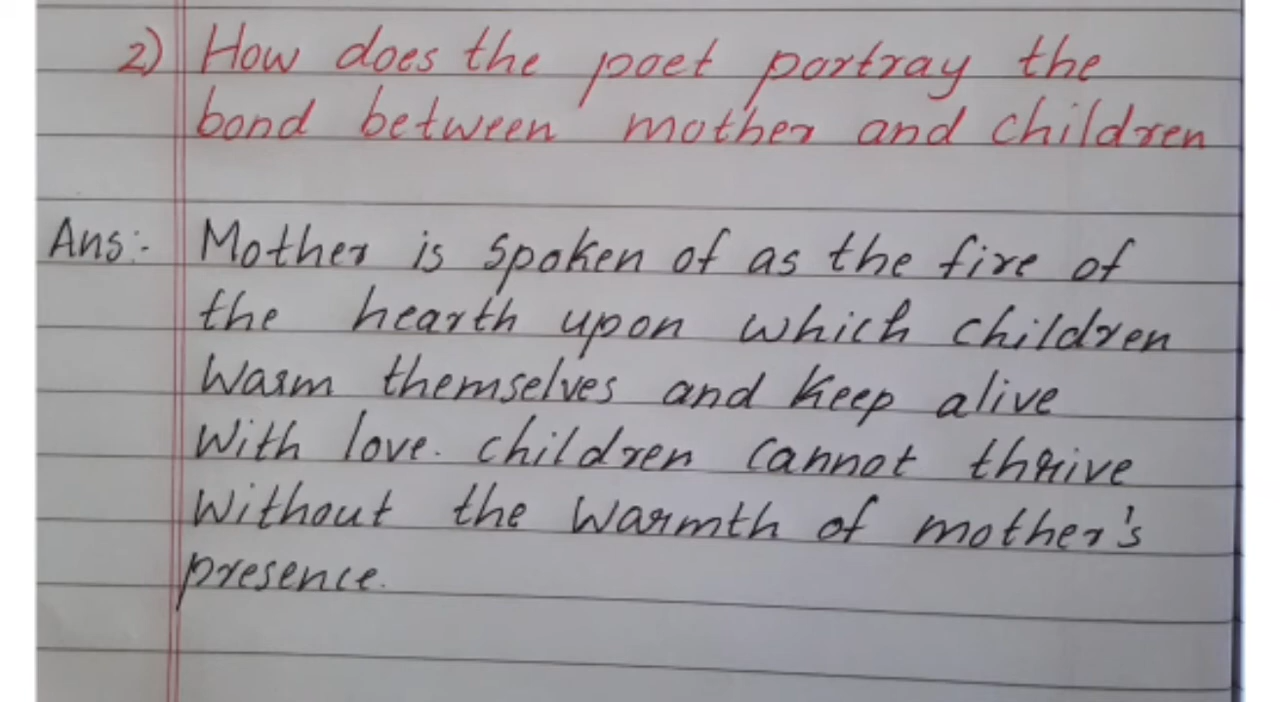 2) How does the poet portray the
bond between mother and children
Ans:- Mother is spoken of as the fire of
the hearth upon which children
Warm themselves and keep alive
With love. children cannot thrive
Without the warmth of mother's
presence.